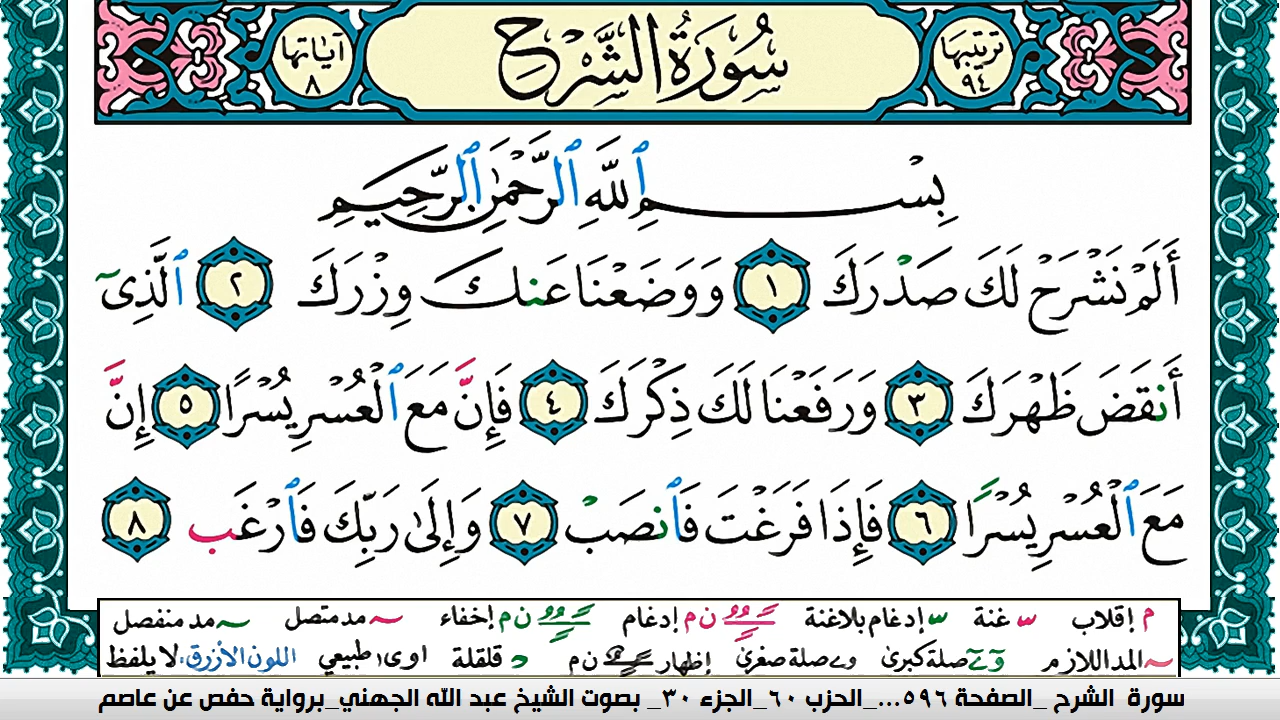 ترتيبها ٩٤ سُورَةُ الشَّرْحِ آياتها ٨
بِسْمِ ٱللَّهِ ٱلرَّحْمَٰنِ ٱلرَّحِيمِ
أَلَمْ نَشْرَحْ لَكَ صَدْرَكَ ١ وَوَضَعْنَا عَنكَ وِزْرَكَ ٢ ٱلَّذِىٓ
أَنقَضَ ظَهْرَكَ ٣ وَرَفَعْنَا لَكَ ذِكْرَكَ ٤ فَإِنَّ مَعَ ٱلْعُسْرِ يُسْرًا ٥ إِنَّ
مَعَ ٱلْعُسْرِ يُسْرًا ٦ فَإِذَا فَرَغْتَ فَٱنصَبْ ٧ وَإِلَىٰ رَبِّكَ فَٱرْغَب ٨
م إقلاب غنة إدغام بلاغنة ن م إدغام ن م إخفاء مد متصل مد منفصل
المد اللازم صلة كبرى صلة صغرى ن م إظهار قلقلة اوى طبيعي اللون الأزرق: لا يلفظ
سورة الشرح _الصفحة ٥٩٦..._الحزب ٦٠_الجزء ٣٠_ بصوت الشيخ عبد الله الجهني_برواية حفص عن عاصم